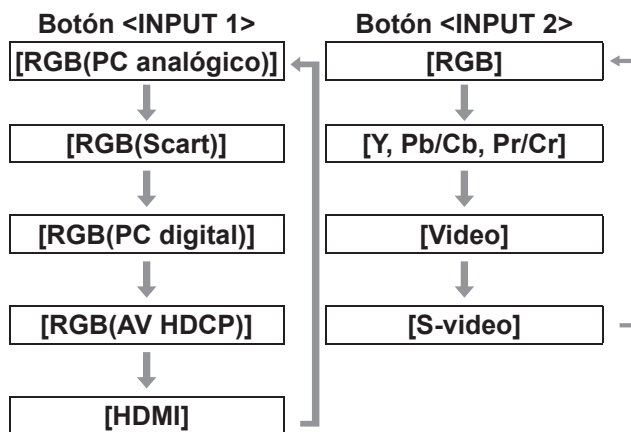 Botón <INPUT 1>
[RGB(PC analógico)]
[RGB(Scart)]
[RGB(PC digital)]
[RGB(AV HDCP)]
[HDMI]
Botón <INPUT 2>
[RGB]
[Y, Pb/Cb, Pr/Cr]
[Video]
[S-video]